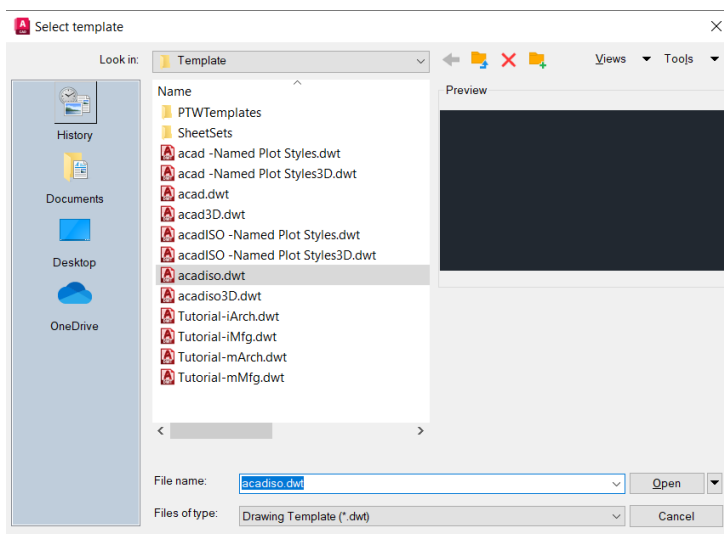 Select template
Look in:
Template
Views
Tools
History
Documents
Desktop
OneDrive
Name
PTWTemplates
SheetSets
acad -Named Plot Styles.dwt
acad -Named Plot Styles3D.dwt
acad.dwt
acad3D.dwt
acadISO -Named Plot Styles.dwt
acadISO -Named Plot Styles3D.dwt
acadiso.dwt
acadiso3D.dwt
Tutorial-iArch.dwt
Tutorial-iMfg.dwt
Tutorial-mArch.dwt
Tutorial-mMfg.dwt
Preview
File name:
acadiso.dwt
Open
Files of type:
Drawing Template (*.dwt)
Cancel